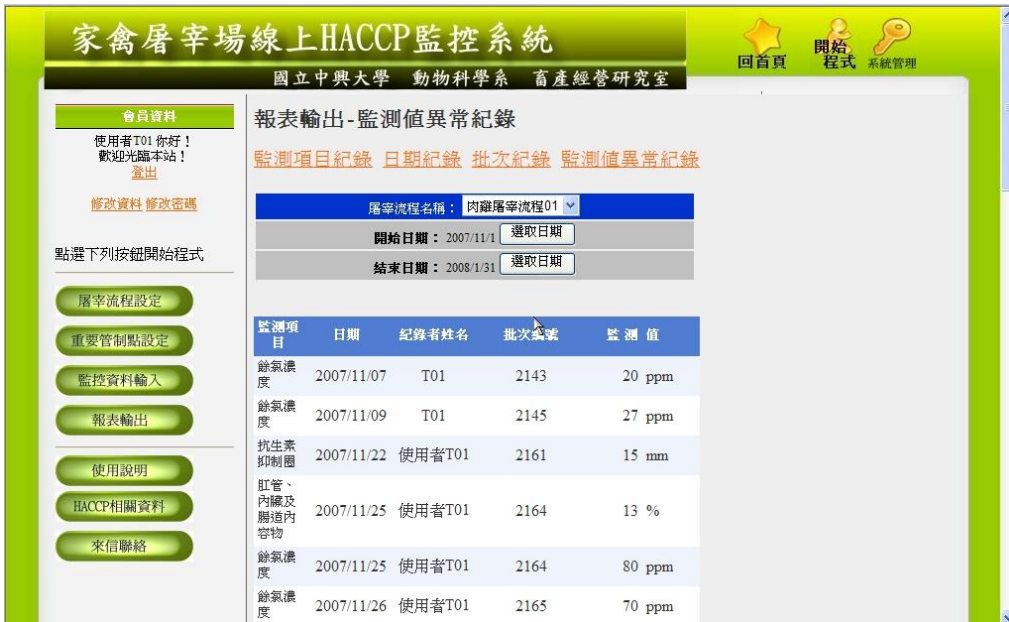 家禽屠宰場線上HACCP監控系統
國立中興大學 動物科學系 畜產經營研究室
回首頁
開始
程式
系統管理
會員資料
使用者T01 你好！
歡迎光臨本站！
登出
修改資料 修改密碼
點選下列按鈕開始程式
屠宰流程設定
重要管制點設定
監控資料輸入
報表輸出
使用說明
HACCP相關資料
來信聯絡
報表輸出-監測值異常紀錄
監測項目紀錄 日期紀錄 批次紀錄 監測值異常紀錄
屠宰流程名稱： 肉雞屠宰流程01
開始日期： 2007/11/1 選取日期
結束日期： 2008/1/31 選取日期
監測項
目
日期 紀錄者姓名 批次編號 監 測 值
餘氯濃
度
2007/11/07 T01 2143 20 ppm
餘氯濃
度
2007/11/09 T01 2145 27 ppm
抗生素
抑制圈
2007/11/22 使用者T01 2161 15 mm
肛管、
內臟及
腸道內
容物
2007/11/25 使用者T01 2164 13 %
餘氯濃
度
2007/11/25 使用者T01 2164 80 ppm
餘氯濃
度
2007/11/26 使用者T01 2165 70 ppm